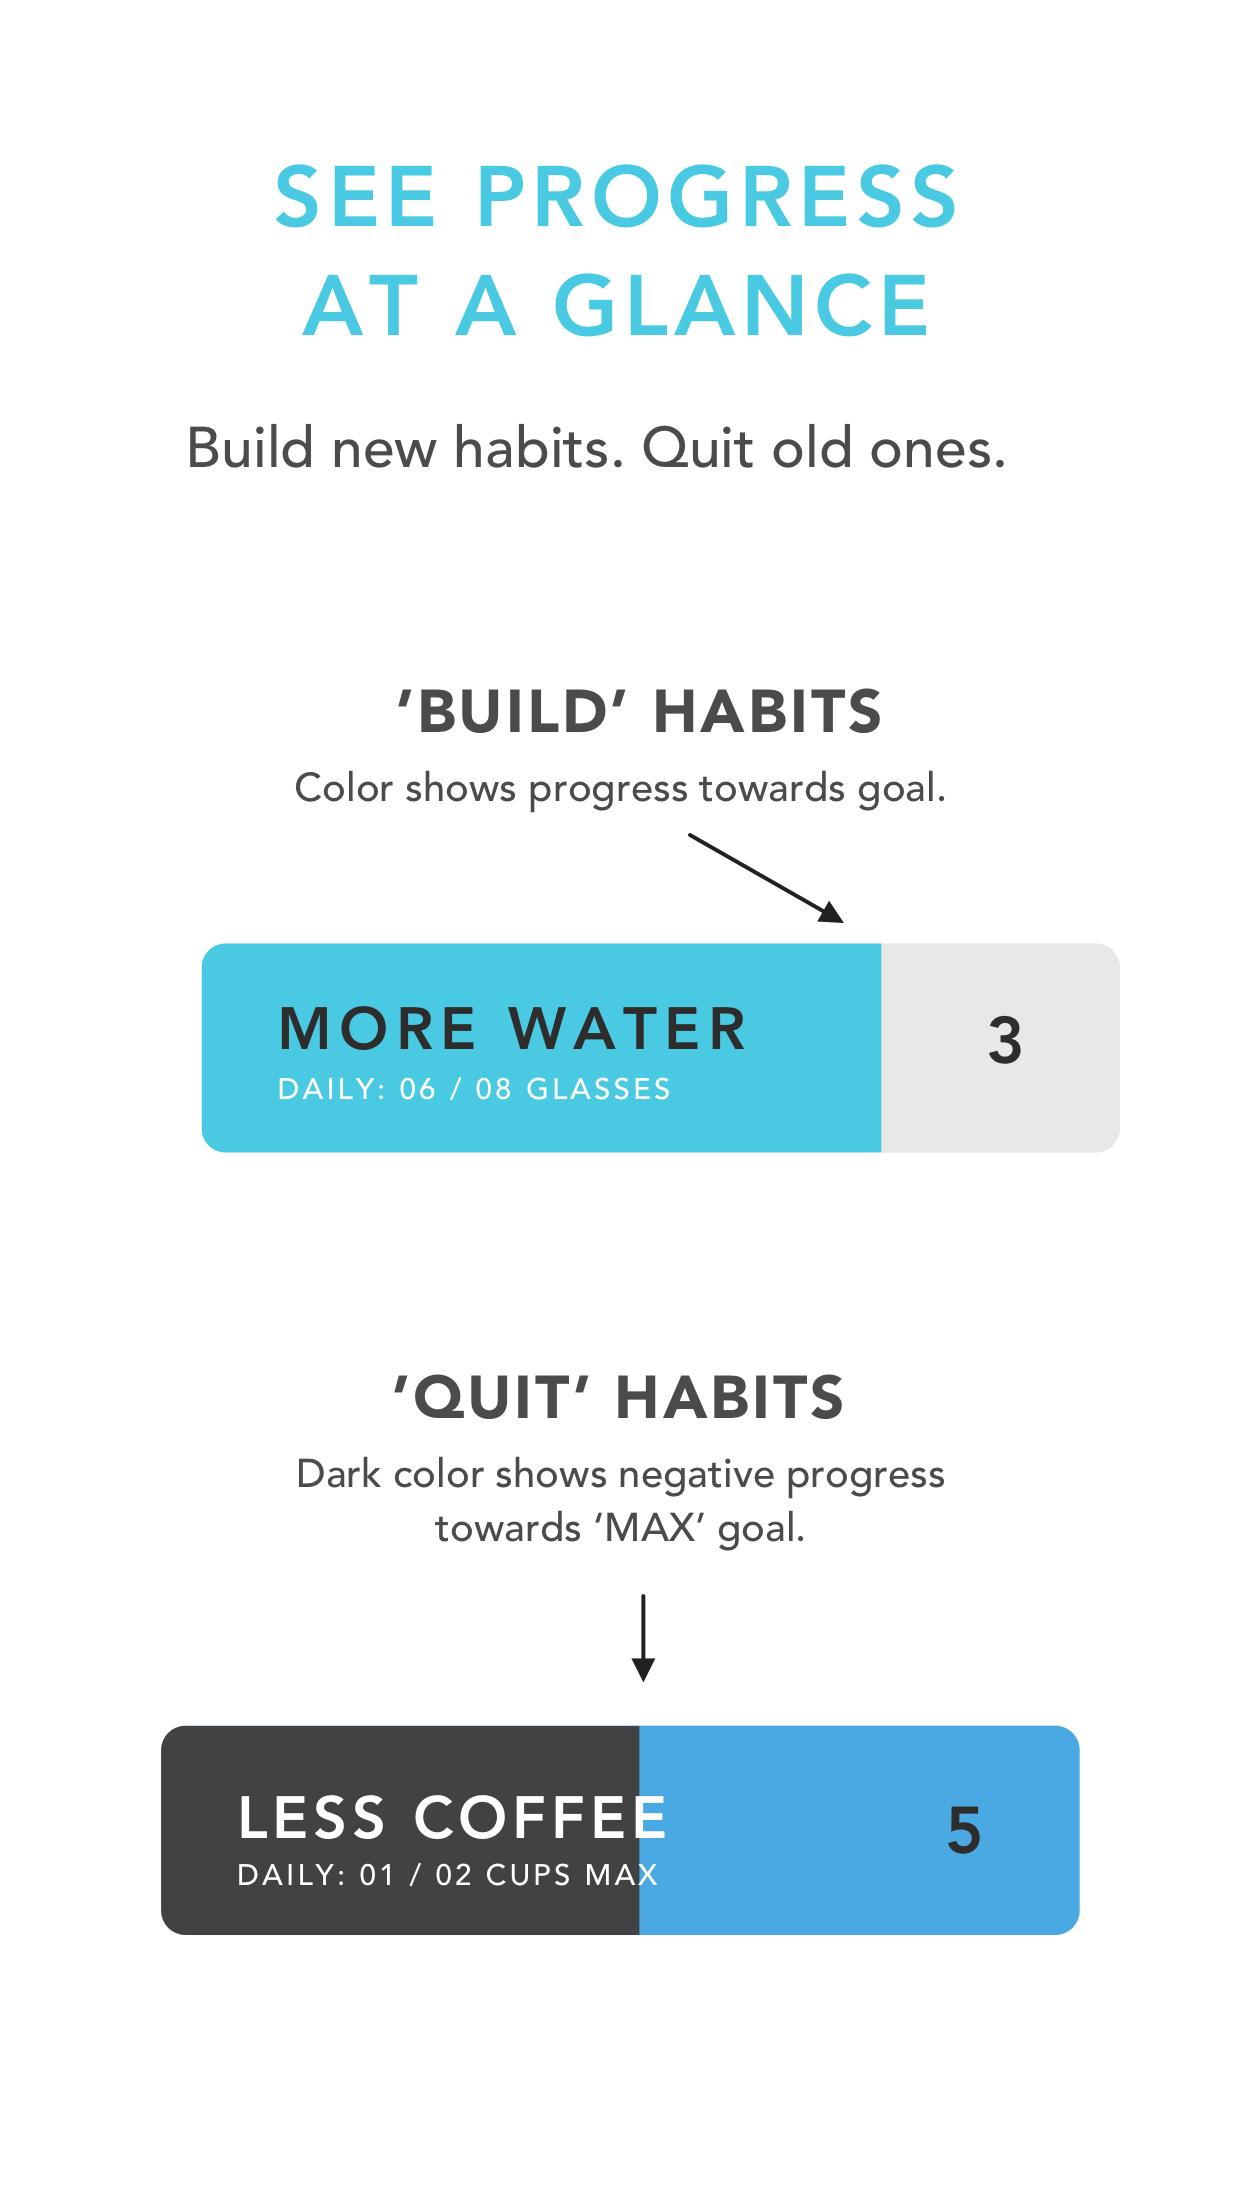 SEE PROGRESS
AT A GLANCE
Build new habits. Quit old ones.
’BUILD’ HABITS
Color shows progress towards goal.
MORE WATER
DAILY: 06 / 08 GLASSES
3
’QUIT’ HABITS
Dark color shows negative progress
towards ‘MAX’ goal.
LESS COFFEE
DAILY: 01 / 02 CUPS MAX
5